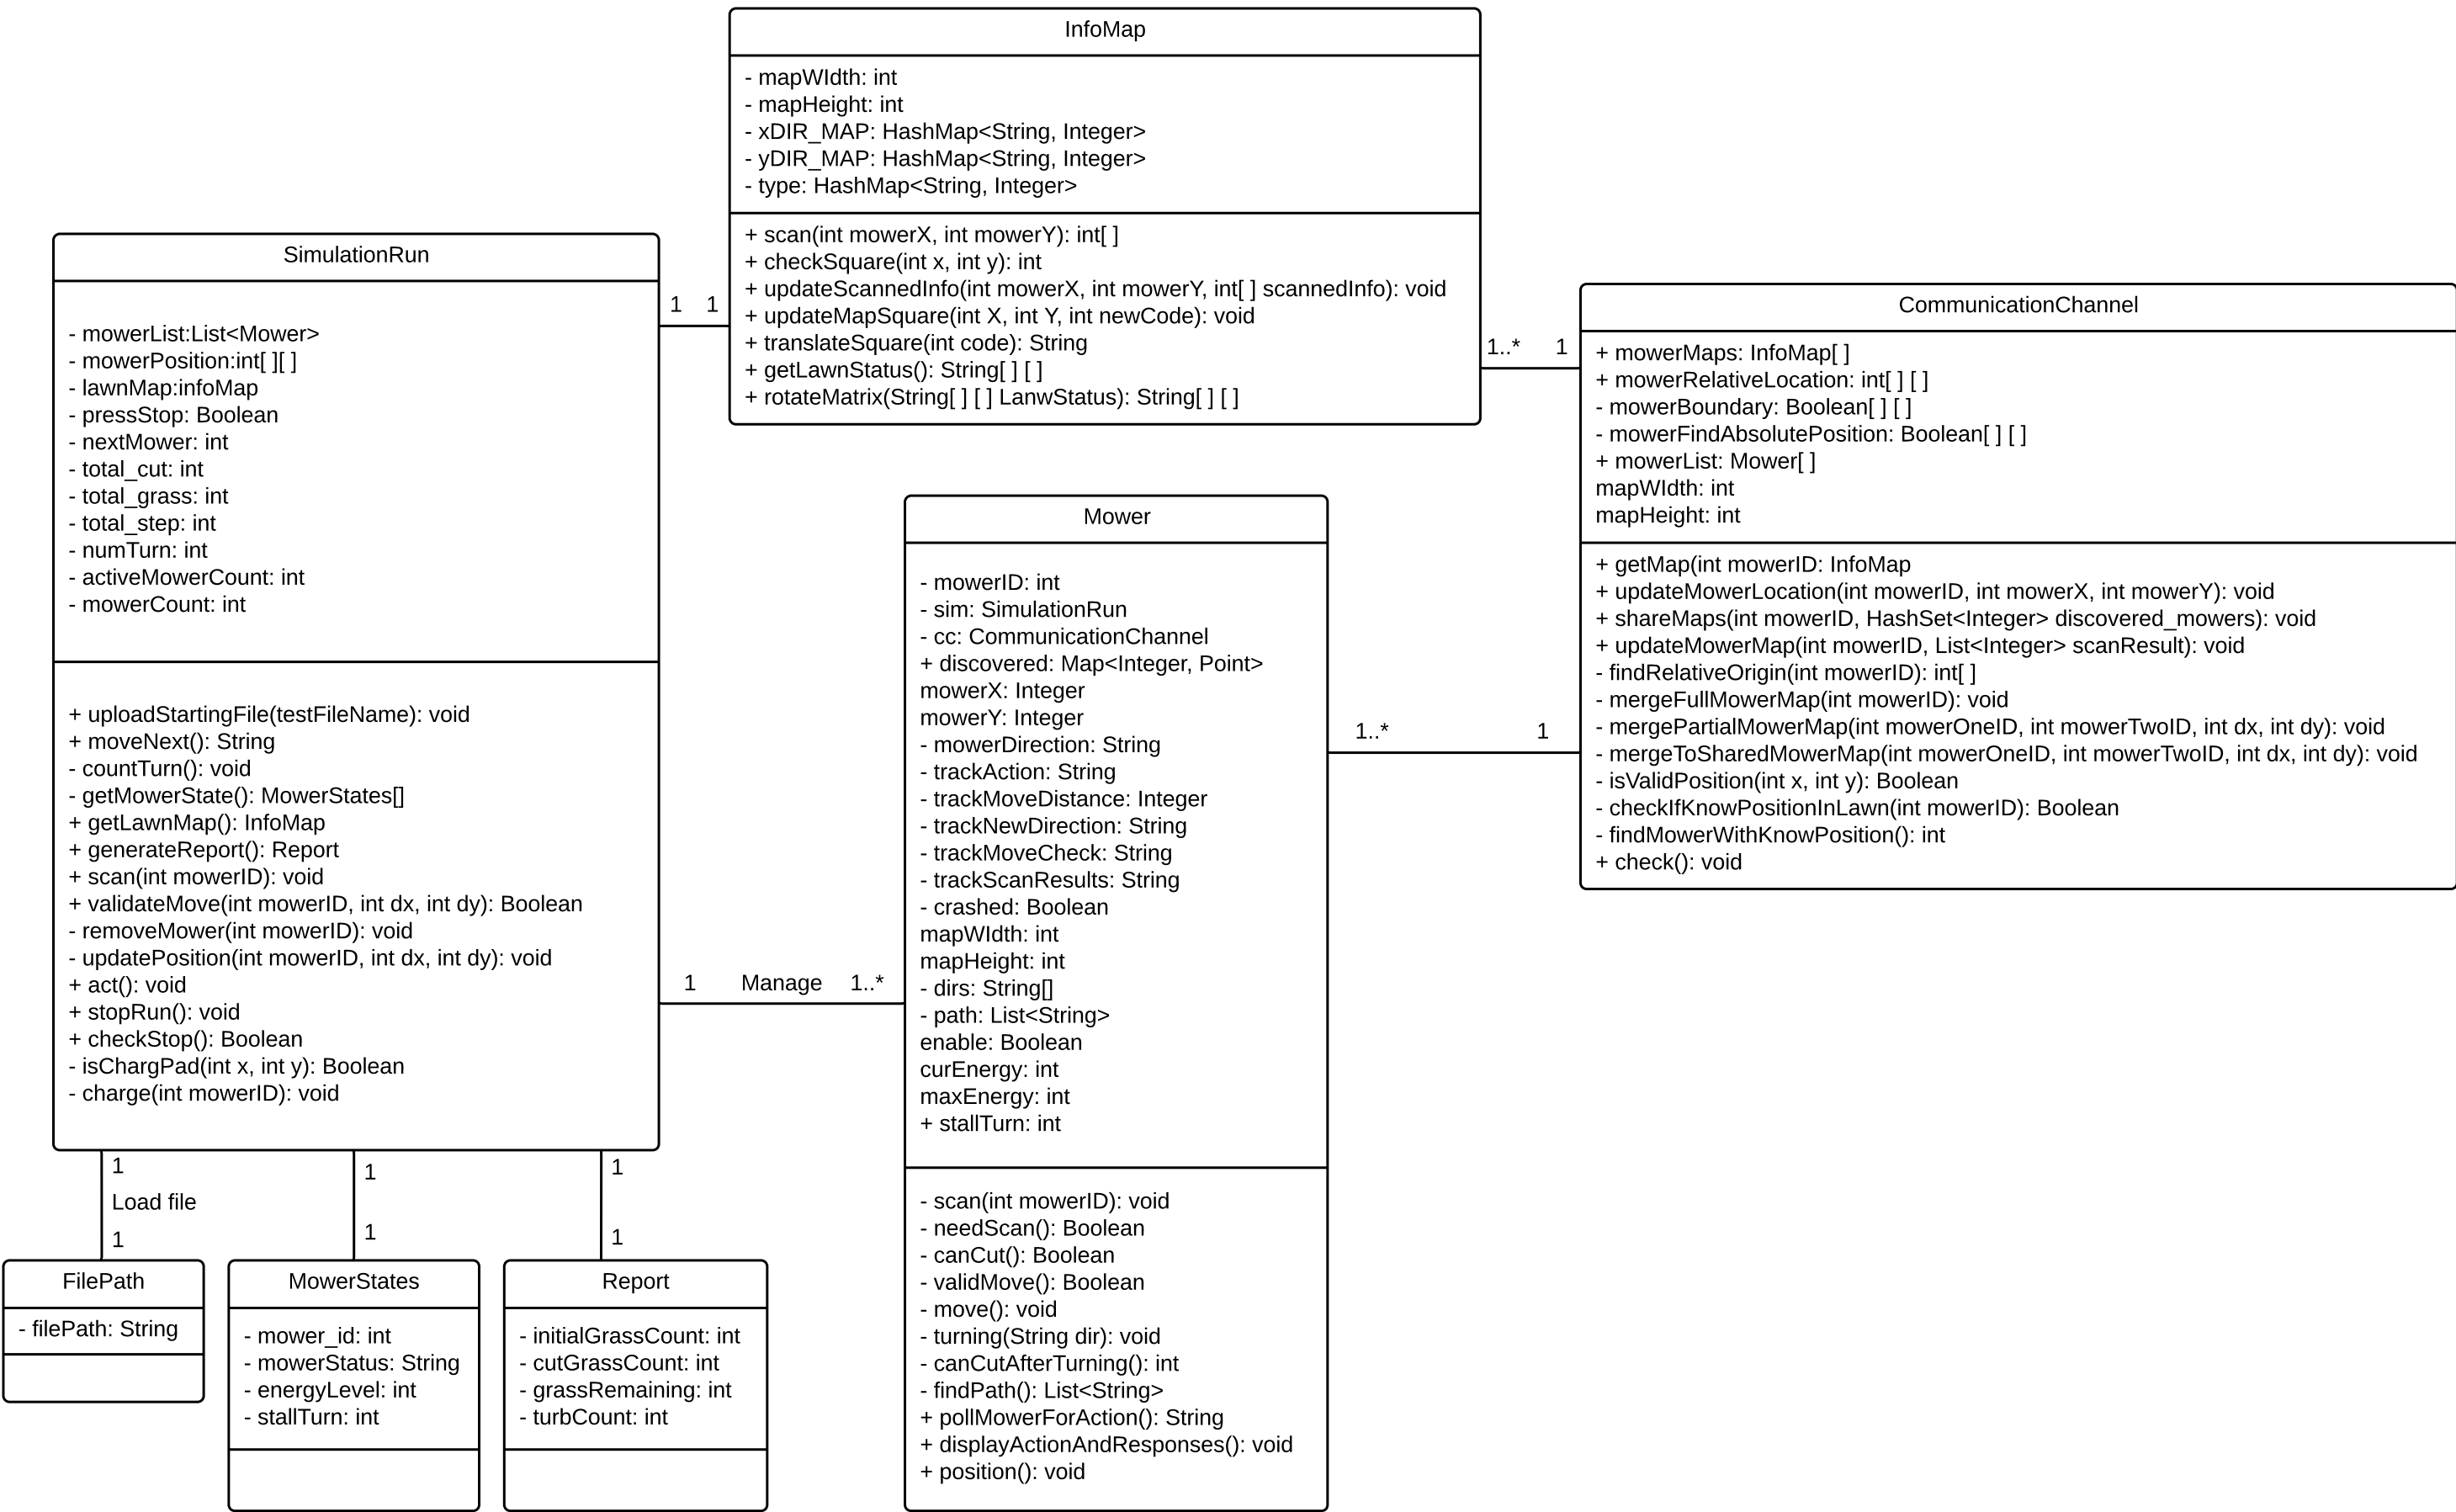 InfoMap
- mapWIdth: int
- mapHeight: int
- xDIR_MAP: HashMap<String, Integer>
- yDIR_MAP: HashMap<String, Integer>
- type: HashMap<String, Integer>
+ scan(int mowerX, int mowerY): int[ ]
+ checkSquare(int x, int y): int
+ updateScannedInfo(int mowerX, int mowerY, int[ ] scannedInfo): void
+ updateMapSquare(int X, int Y, int newCode): void
+ translateSquare(int code): String
+ getLawnStatus(): String[ ] [ ]
+ rotateMatrix(String[ ] [ ] LanwStatus): String[ ] [ ]
SimulationRun
- mowerList:List<Mower>
- mowerPosition:int[ ][ ]
- lawnMap:infoMap
- pressStop: Boolean
- nextMower: int
- total_cut: int
- total_grass: int
- total_step: int
- numTurn: int
- activeMowerCount: int
- mowerCount: int
+ uploadStartingFile(testFileName): void
+ moveNext(): String
- countTurn(): void
- getMowerState(): MowerStates[]
+ getLawnMap(): InfoMap
+ generateReport(): Report
+ scan(int mowerID): void
+ validateMove(int mowerID, int dx, int dy): Boolean
- removeMower(int mowerID): void
- updatePosition(int mowerID, int dx, int dy): void
+ act(): void
+ stopRun(): void
+ checkStop(): Boolean
- isChargPad(int x, int y): Boolean
- charge(int mowerID): void
1 1
1..* 1
CommunicationChannel
+ mowerMaps: InfoMap[ ]
+ mowerRelativeLocation: int[ ] [ ]
- mowerBoundary: Boolean[ ] [ ]
- mowerFindAbsolutePosition: Boolean[ ] [ ]
+ mowerList: Mower[ ]
mapWIdth: int
mapHeight: int
+ getMap(int mowerID: InfoMap
+ updateMowerLocation(int mowerID, int mowerX, int mowerY): void
+ shareMaps(int mowerID, HashSet<Integer> discovered_mowers): void
+ updateMowerMap(int mowerID, List<Integer> scanResult): void
- findRelativeOrigin(int mowerID): int[ ]
- mergeFullMowerMap(int mowerID): void
- mergePartialMowerMap(int mowerOneID, int mowerTwoID, int dx, int dy): void
- mergeToSharedMowerMap(int mowerOneID, int mowerTwoID, int dx, int dy): void
- isValidPosition(int x, int y): Boolean
- checkIfKnowPositionInLawn(int mowerID): Boolean
- findMowerWithKnowPosition(): int
+ check(): void
Mower
- mowerID: int
- sim: SimulationRun
- cc: CommunicationChannel
+ discovered: Map<Integer, Point>
mowerX: Integer
mowerY: Integer
- mowerDirection: String
- trackAction: String
- trackMoveDistance: Integer
- trackNewDirection: String
- trackMoveCheck: String
- trackScanResults: String
- crashed: Boolean
mapWIdth: int
mapHeight: int
- dirs: String[]
- path: List<String>
enable: Boolean
curEnergy: int
maxEnergy: int
+ stallTurn: int
- scan(int mowerID): void
- needScan(): Boolean
- canCut(): Boolean
- validMove(): Boolean
- move(): void
- turning(String dir): void
- canCutAfterTurning(): int
- findPath(): List<String>
+ pollMowerForAction(): String
+ displayActionAndResponses(): void
+ position(): void
1..* 1
1 Manage 1..*
1
Load file
1
1
1
1
1
FilePath
- filePath: String
MowerStates
- mower_id: int
- mowerStatus: String
- energyLevel: int
- stallTurn: int
Report
- initialGrassCount: int
- cutGrassCount: int
- grassRemaining: int
- turbCount: int